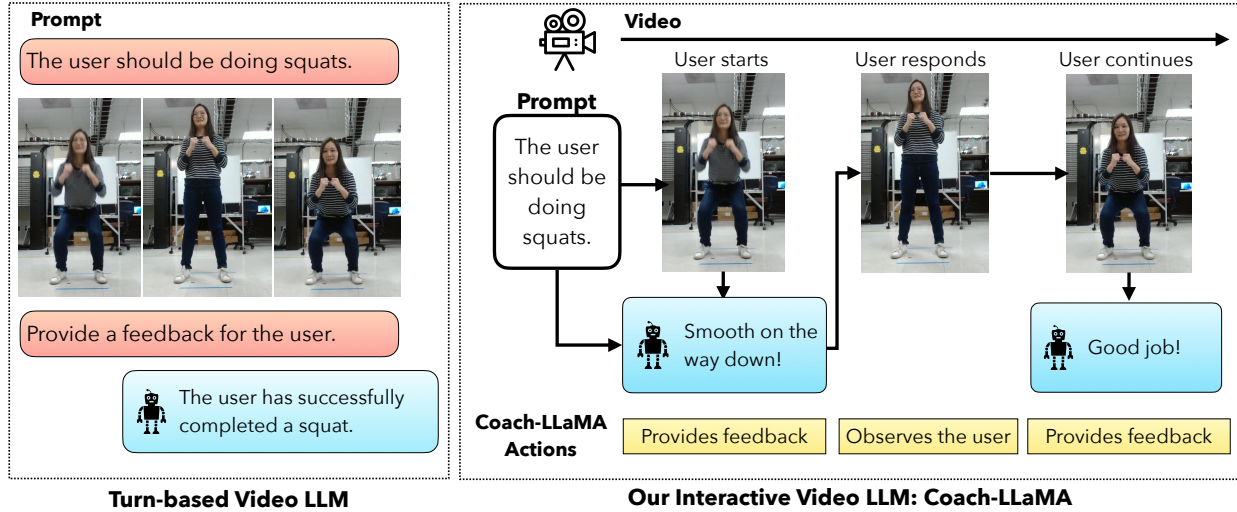 Prompt
The user should be doing squats.
Provide a feedback for the user.
The user has successfully
completed a squat.
Turn-based Video LLM
Video
User starts
User responds
User continues
Prompt
The user
should be
doing
squats.
Smooth on the
way down!
Good job!
Coach-LLaMA
Actions
Provides feedback
Observes the user
Provides feedback
Our Interactive Video LLM: Coach-LLaMA